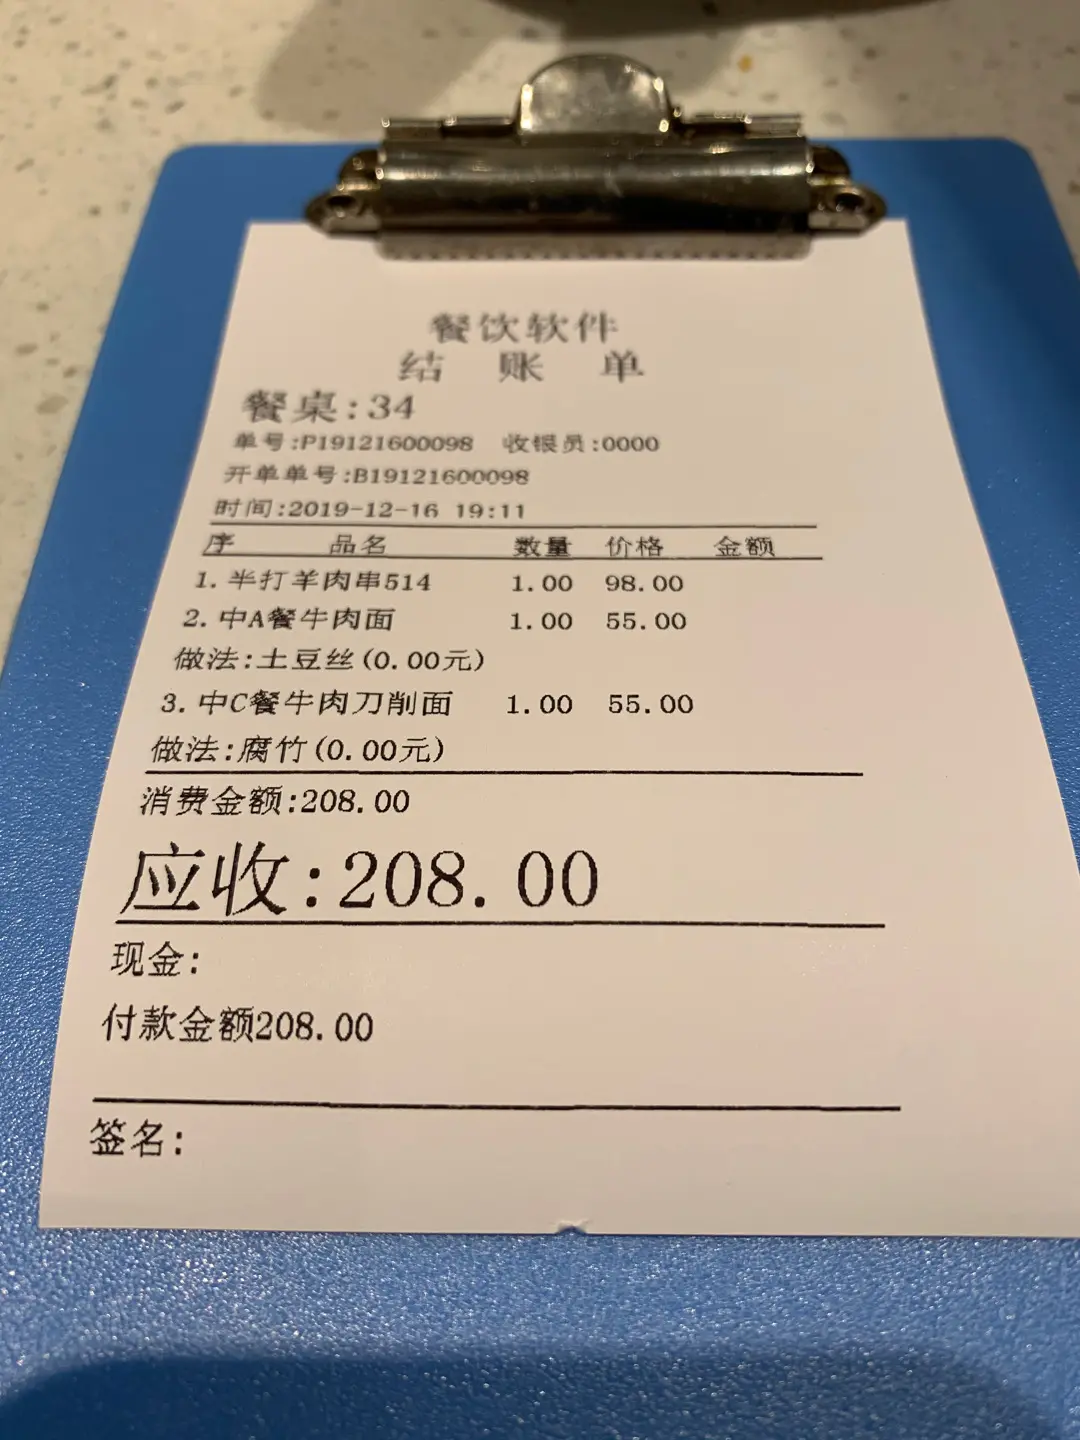 餐饮软件
结 账 单
餐桌:34
单号:P19121600098 收银员:0000
开单单号:B19121600098
时间:2019-12-16 19:11
序 品名 数量 价格 金额
1. 半打羊肉串514 1.00 98.00
2. 中A餐牛肉面 1.00 55.00
做法:土豆丝(0.00元)
3. 中C餐牛肉刀削面 1.00 55.00
做法:腐竹(0.00元)
消费金额:208.00
应收:208.00
现金:
付款金额208.00
签名: